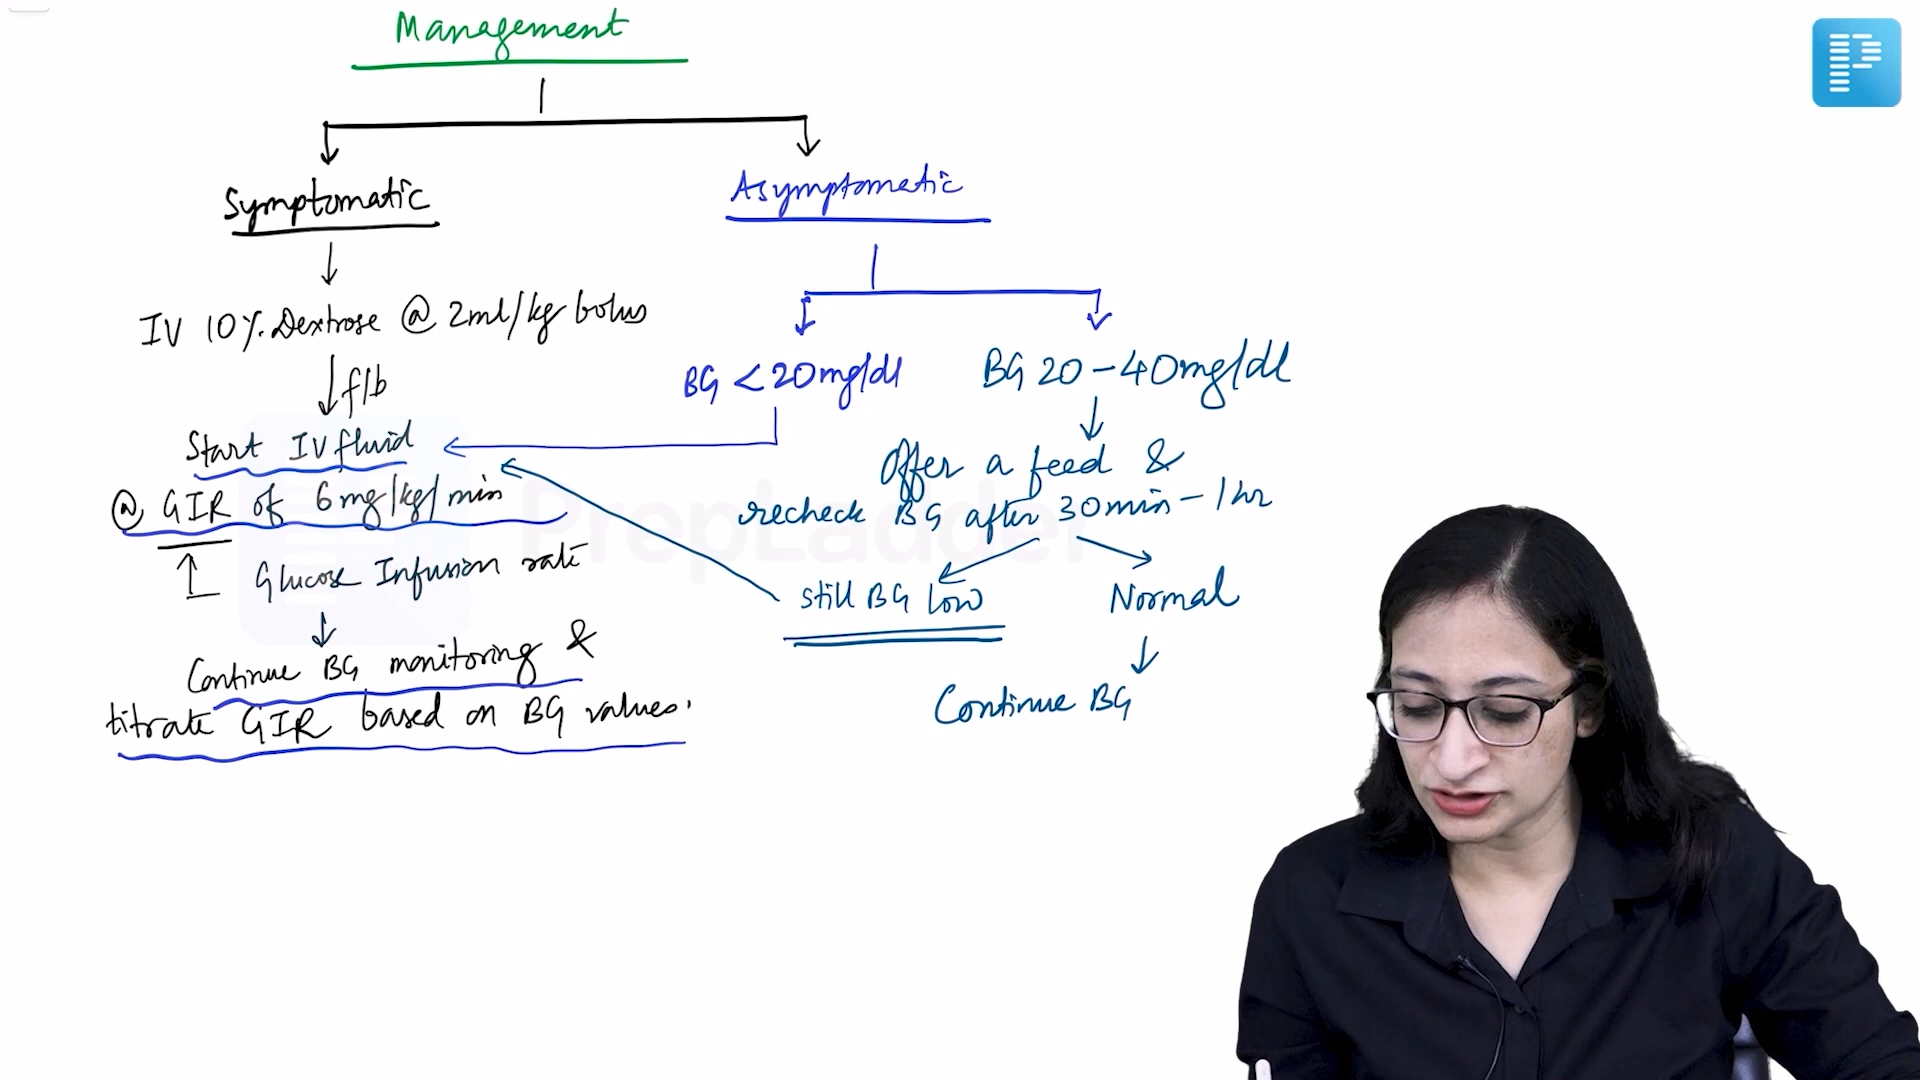 Management
Symptomatic
Asymptomatic
IV 10%. Dextrose @ 2ml/kg bolus
f/b
Start IV fluid
@ GIR of 6mg/kg/min
Glucose Infusion rate
Continue BG monitoring &
titrate GIR based on BG values.
BG <20mg/dl
BG 20-40mg/dl
Offer a feed &
recheck BG after 30min-1hr
still BG low
Normal
Continue BG
PrepLadder